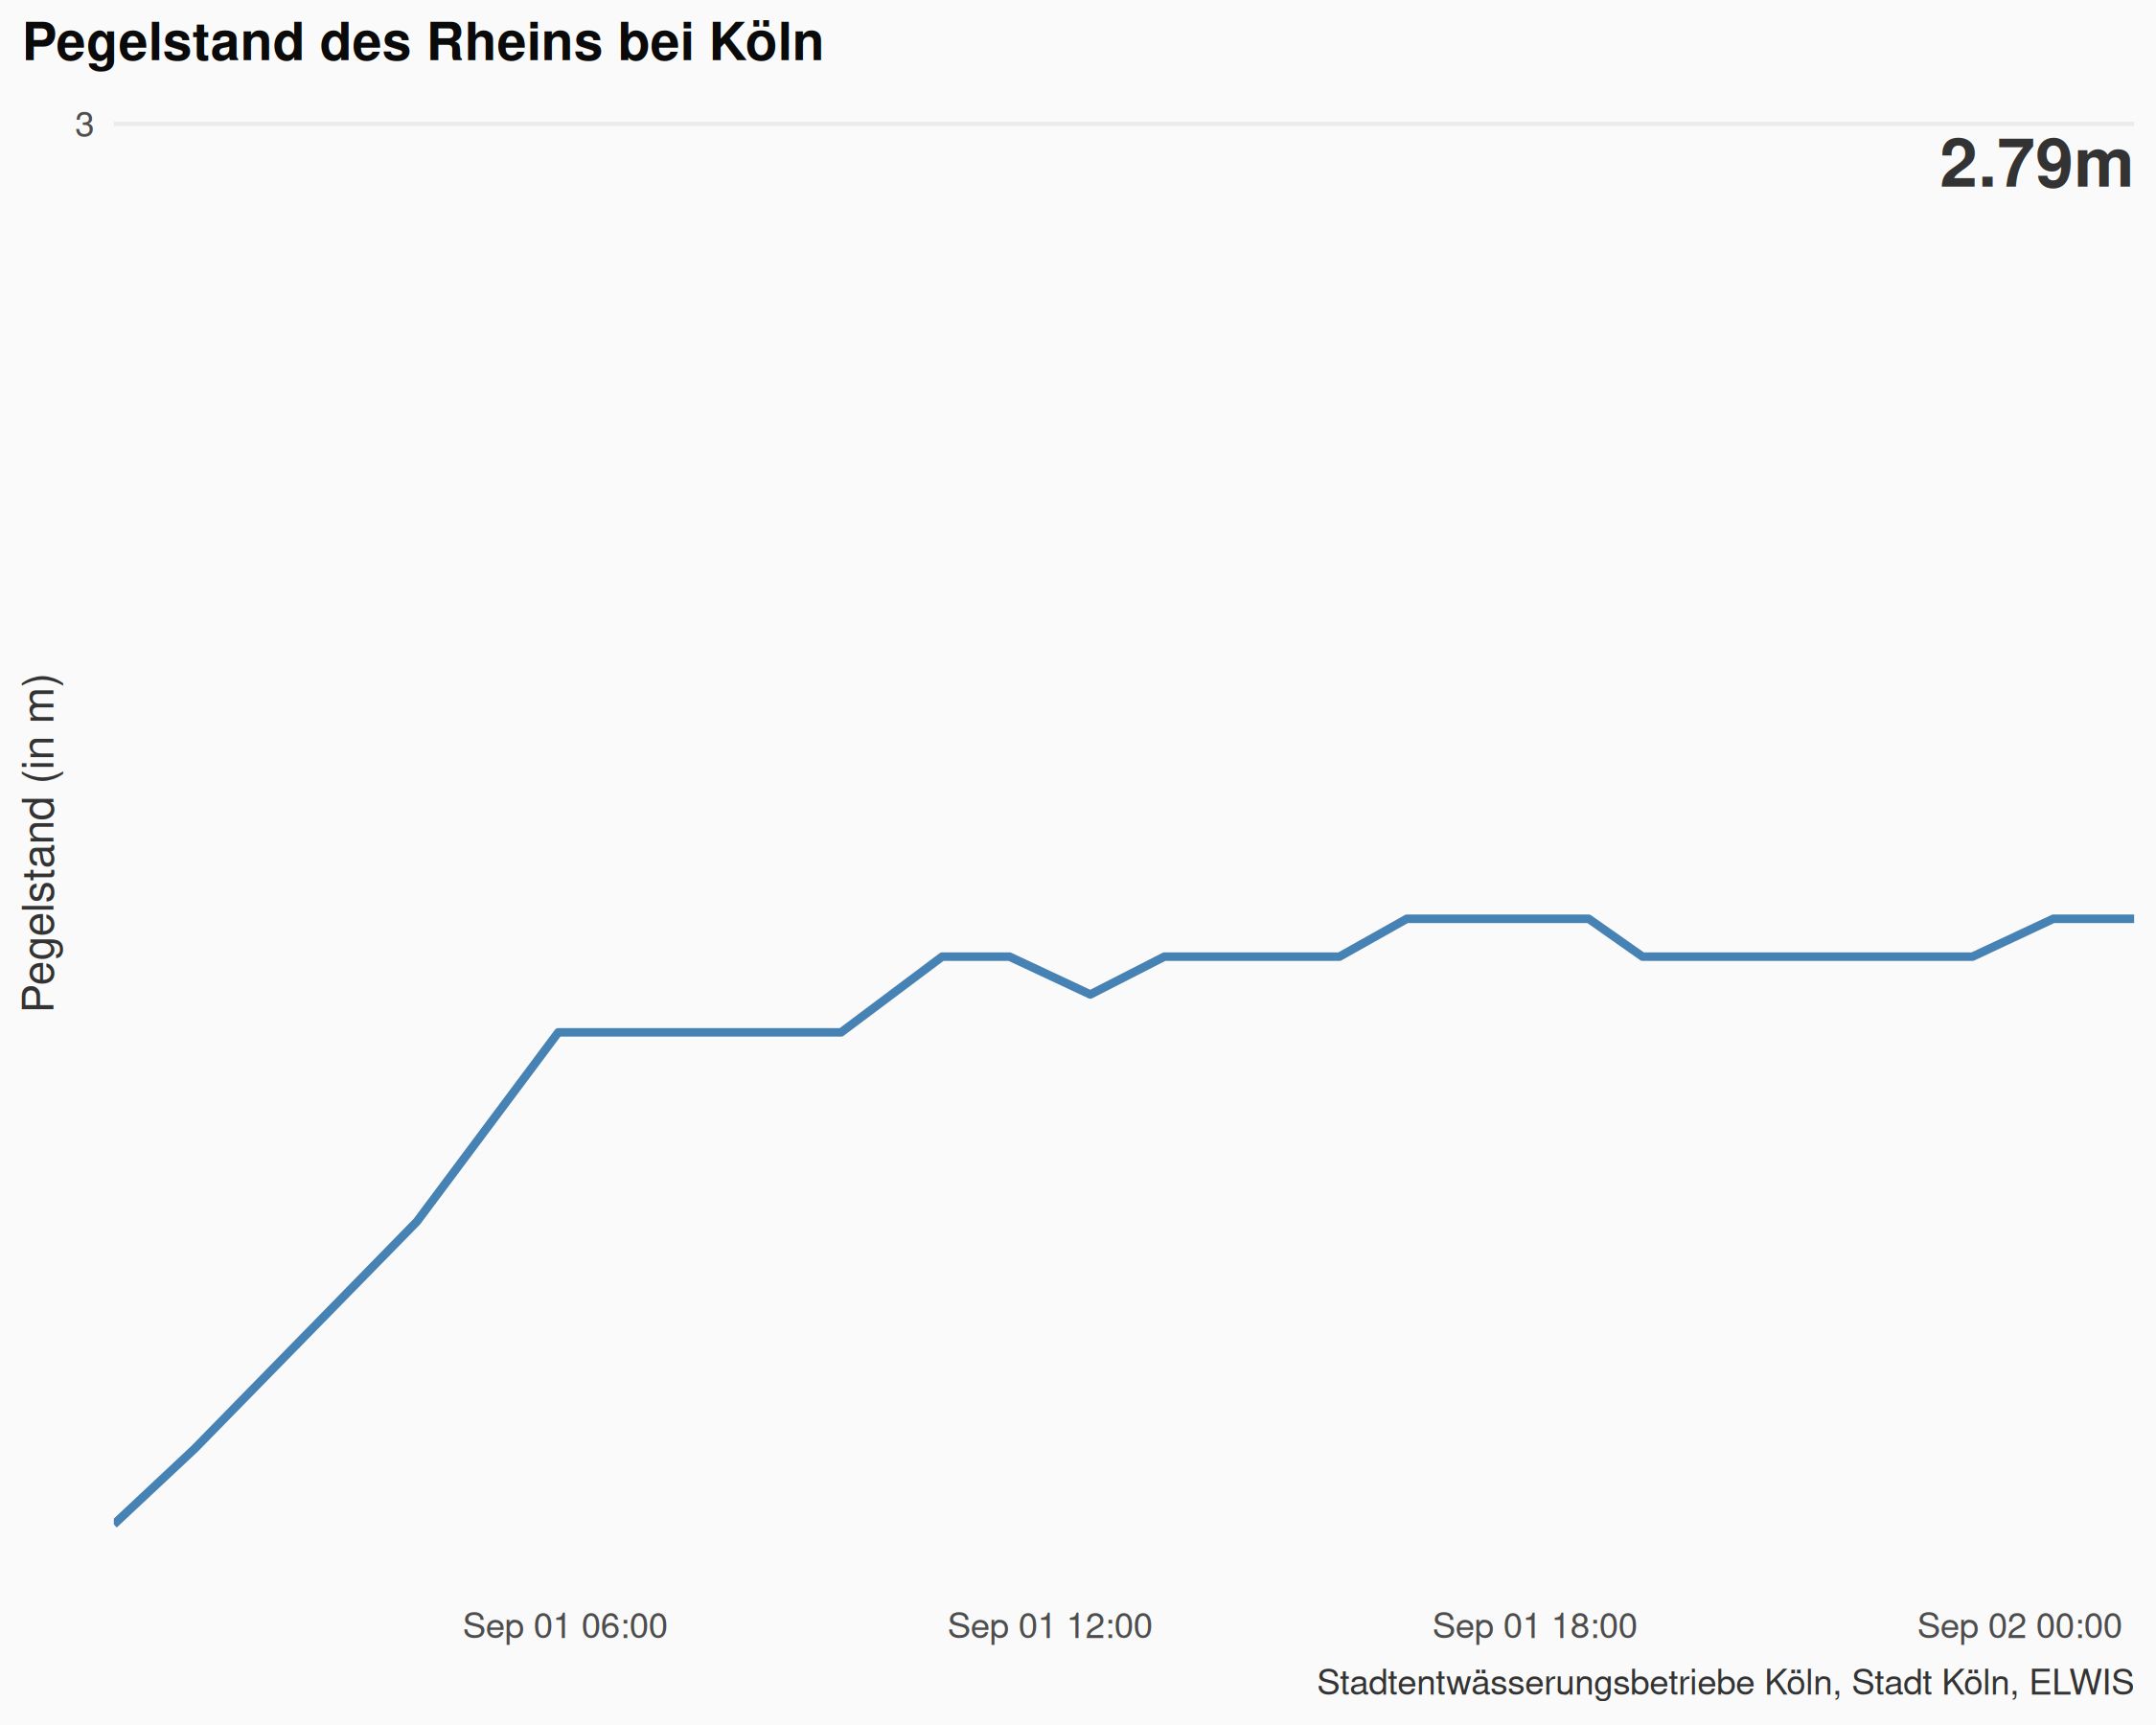 Pegelstand des Rheins bei Köln
3
2.79m
Pegelstand (in m)
Sep 01 06:00
Sep 01 12:00
Sep 01 18:00
Sep 02 00:00
Stadtentwässerungsbetriebe Köln, Stadt Köln, ELWIS